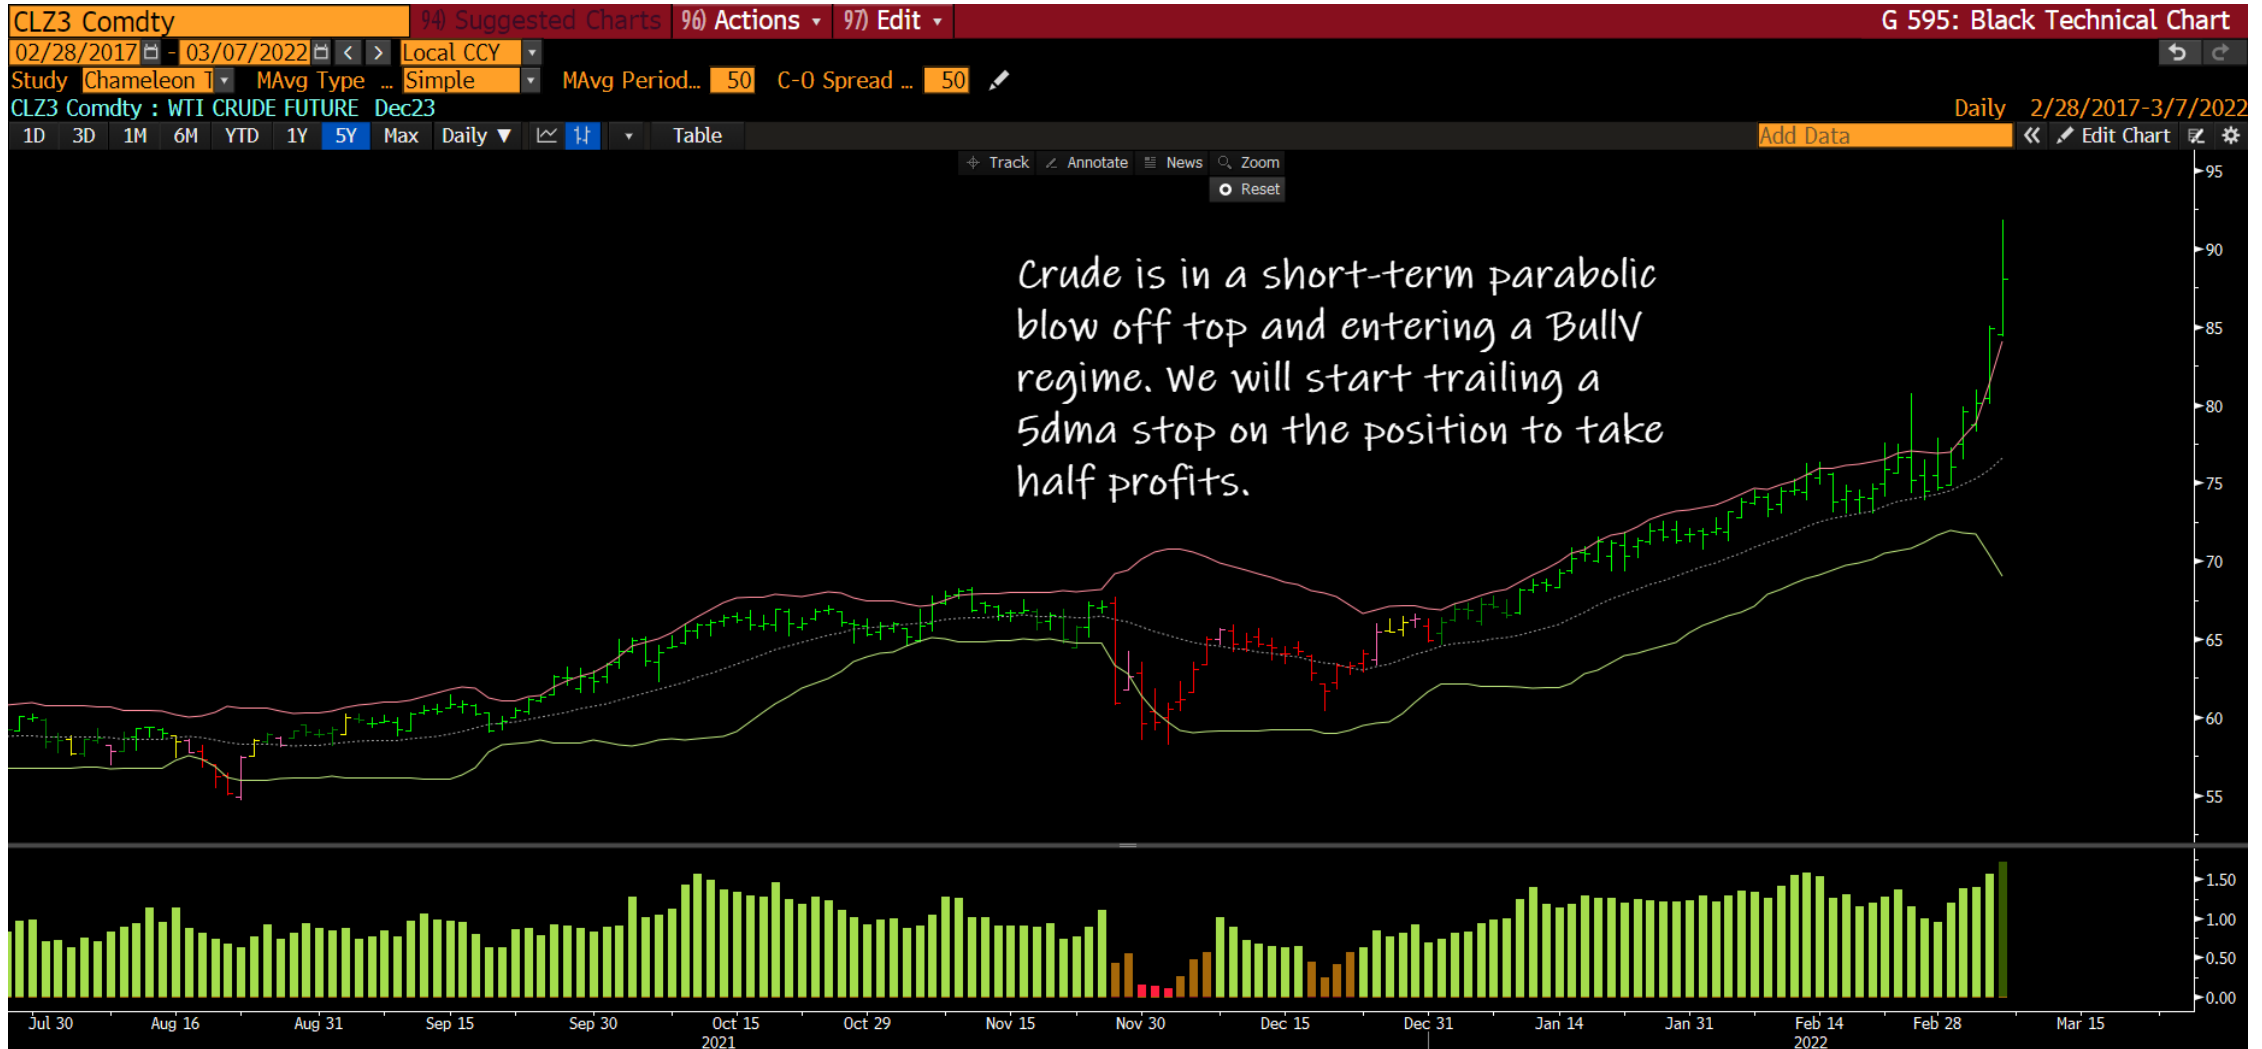 CLZ3 Comdty 94) Suggested Charts 96) Actions 97) Edit G 595: Black Technical Chart
02/28/2017 - 03/07/2022 < > Local CCY
Study Chameleon T MAvg Type ... Simple MAvg Period... 50 C-O Spread ... 50
CLZ3 Comdty : WTI CRUDE FUTURE Dec23 Daily 2/28/2017-3/7/2022
1D 3D 1M 6M YTD 1Y 5Y Max Daily ▼ Table Add Data « Edit Chart
Track Annotate News Zoom
Reset
Crude is in a short-term parabolic
blow off top and entering a BullV
regime. We will start trailing a
5dma stop on the position to take
half profits.
95
90
85
80
75
70
65
60
55
1.50
1.00
0.50
0.00
Jul 30 Aug 16 Aug 31 Sep 15 Sep 30 Oct 15 Oct 29 Nov 15 Nov 30 Dec 15 Dec 31 Jan 14 Jan 31 Feb 14 Feb 28 Mar 15
2021 2022